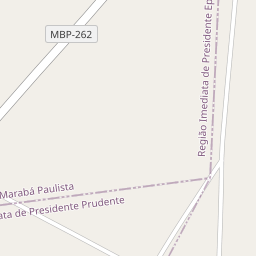 MBP-262
Região Imediata de Presidente Ep
Marabá Paulista
ata de Presidente Prudente